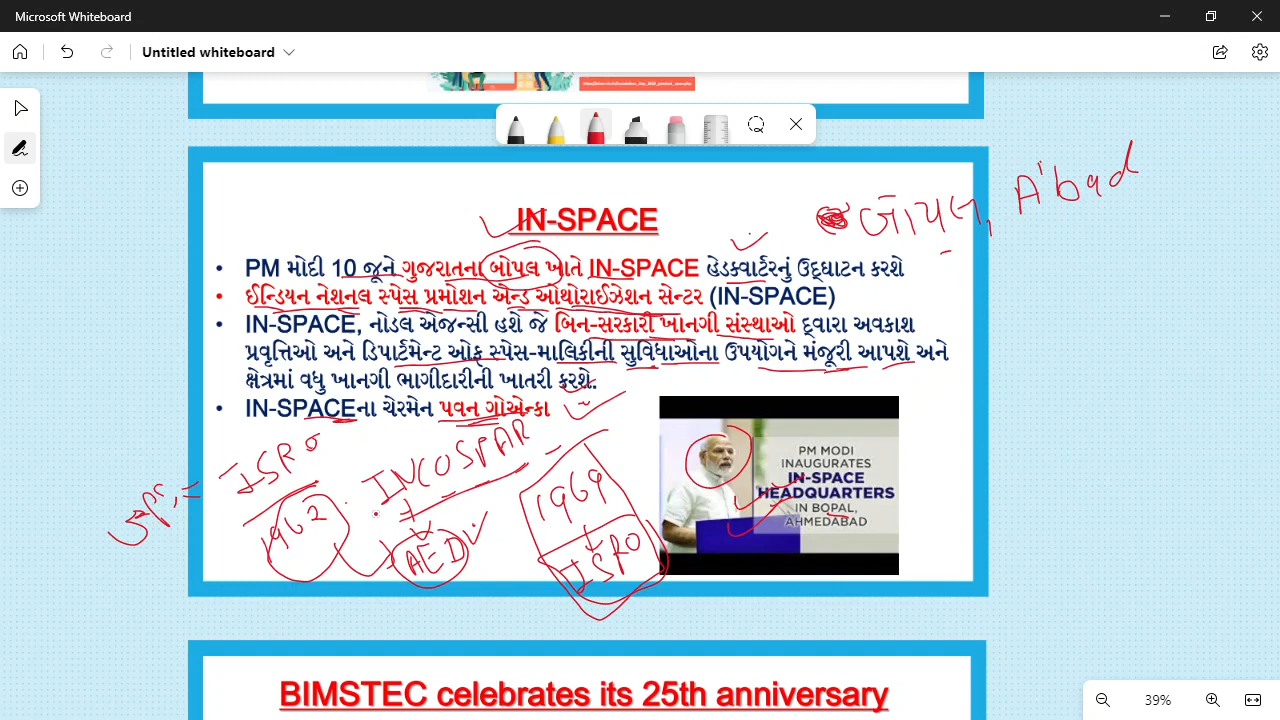 Microsoft Whiteboard
Untitled whiteboard
બોપલ, A'bad
IN-SPACE
• PM મોદી 10 જૂને ગુજરાતના બોપલ ખાતે IN-SPACE હેડક્વાર્ટરનું ઉદ્ઘાટન કરશે
• ઈન્ડિયન નેશનલ સ્પેસ પ્રમોશન એન્ડ ઓથોરાઈઝેશન સેન્ટર (IN-SPACE)
• IN-SPACE, નોડલ એજન્સી હશે જે બિન-સરકારી ખાનગી સંસ્થાઓ દ્વારા અવકાશ
પ્રવૃત્તિઓ અને ડિપાર્ટમેન્ટ ઓફ સ્પેસ-માલિકીની સુવિધાઓના ઉપયોગને મંજૂરી આપશે અને
ક્ષેત્રમાં વધુ ખાનગી ભાગીદારીની ખાતરી કરશે.
• IN-SPACEના ચેરમેન પવન ગોએન્કા
ISRO
1962
INCOSPAR
AED
1969
ISRO
PM MODI
INAUGURATES
IN-SPACE
HEADQUARTERS
IN BOPAL,
AHMEDABAD
BIMSTEC celebrates its 25th anniversary
39%